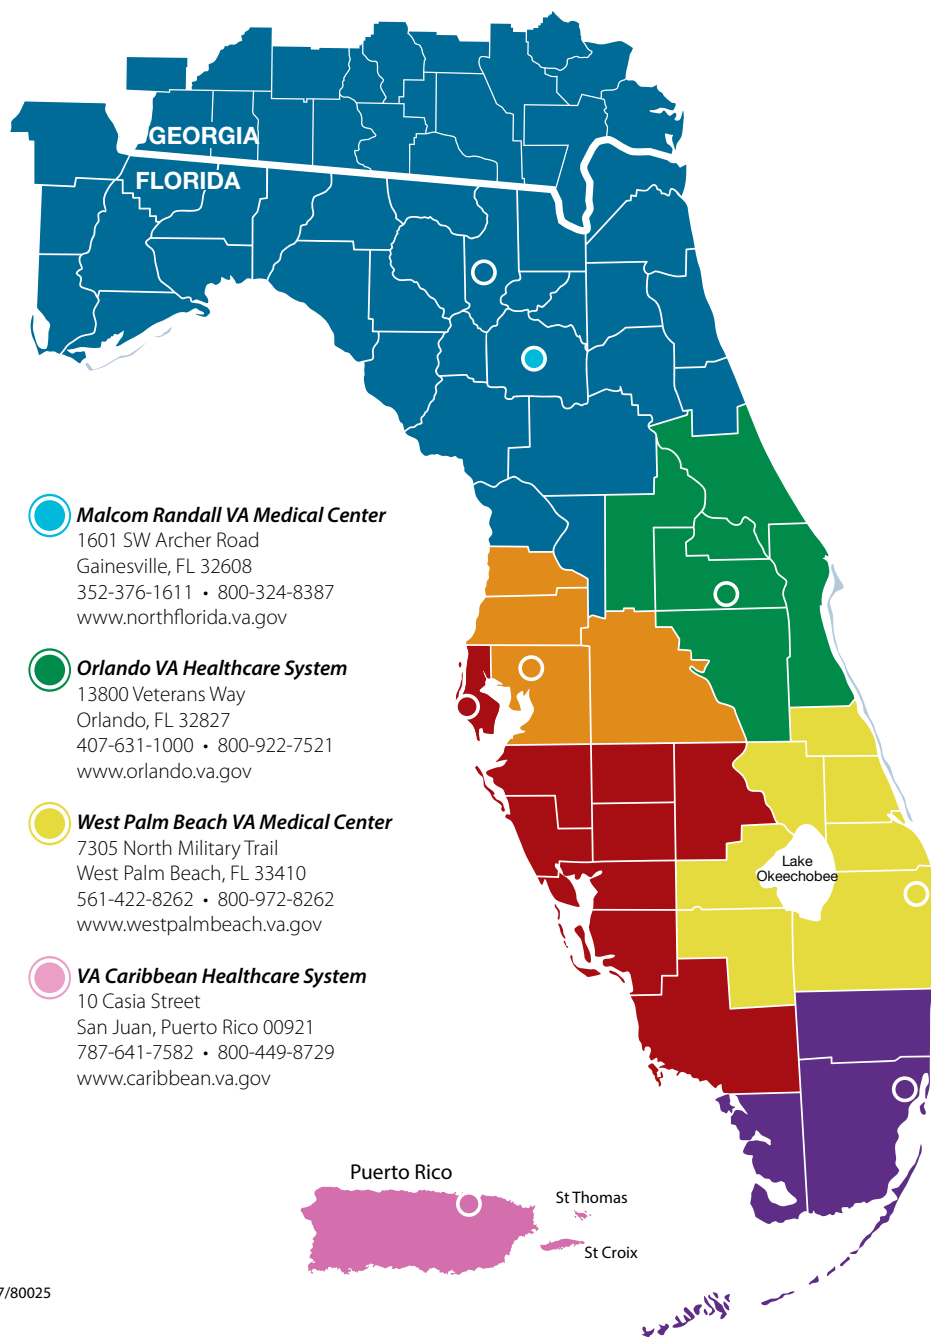 GEORGIA
FLORIDA
Malcom Randall VA Medical Center
1601 SW Archer Road
Gainesville, FL 32608
352-376-1611 • 800-324-8387
www.northflorida.va.gov
Orlando VA Healthcare System
13800 Veterans Way
Orlando, FL 32827
407-631-1000 • 800-922-7521
www.orlando.va.gov
West Palm Beach VA Medical Center
7305 North Military Trail
West Palm Beach, FL 33410
561-422-8262 • 800-972-8262
www.westpalmbeach.va.gov
VA Caribbean Healthcare System
10 Casia Street
San Juan, Puerto Rico 00921
787-641-7582 • 800-449-8729
www.caribbean.va.gov
Lake
Okeechobee
Puerto Rico
St Thomas
St Croix
7/80025